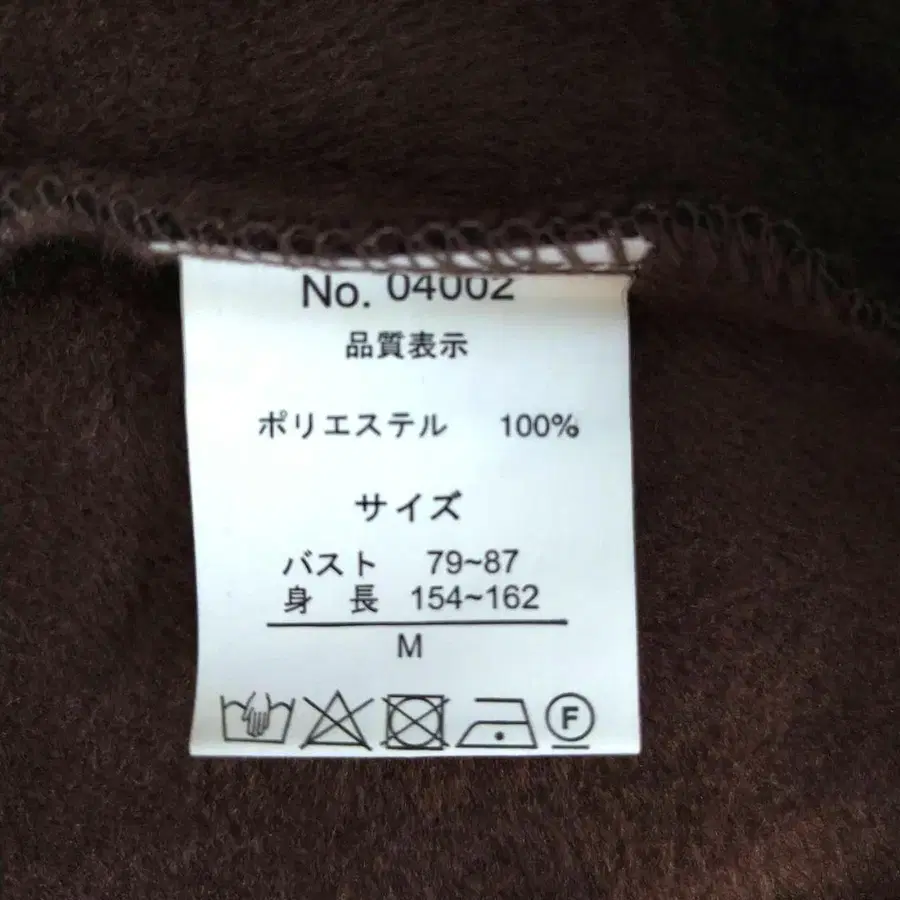 No. 04002
品質表示
ポリエステル 100%
サイズ
バスト 79~87
身 長 154~162
M
F